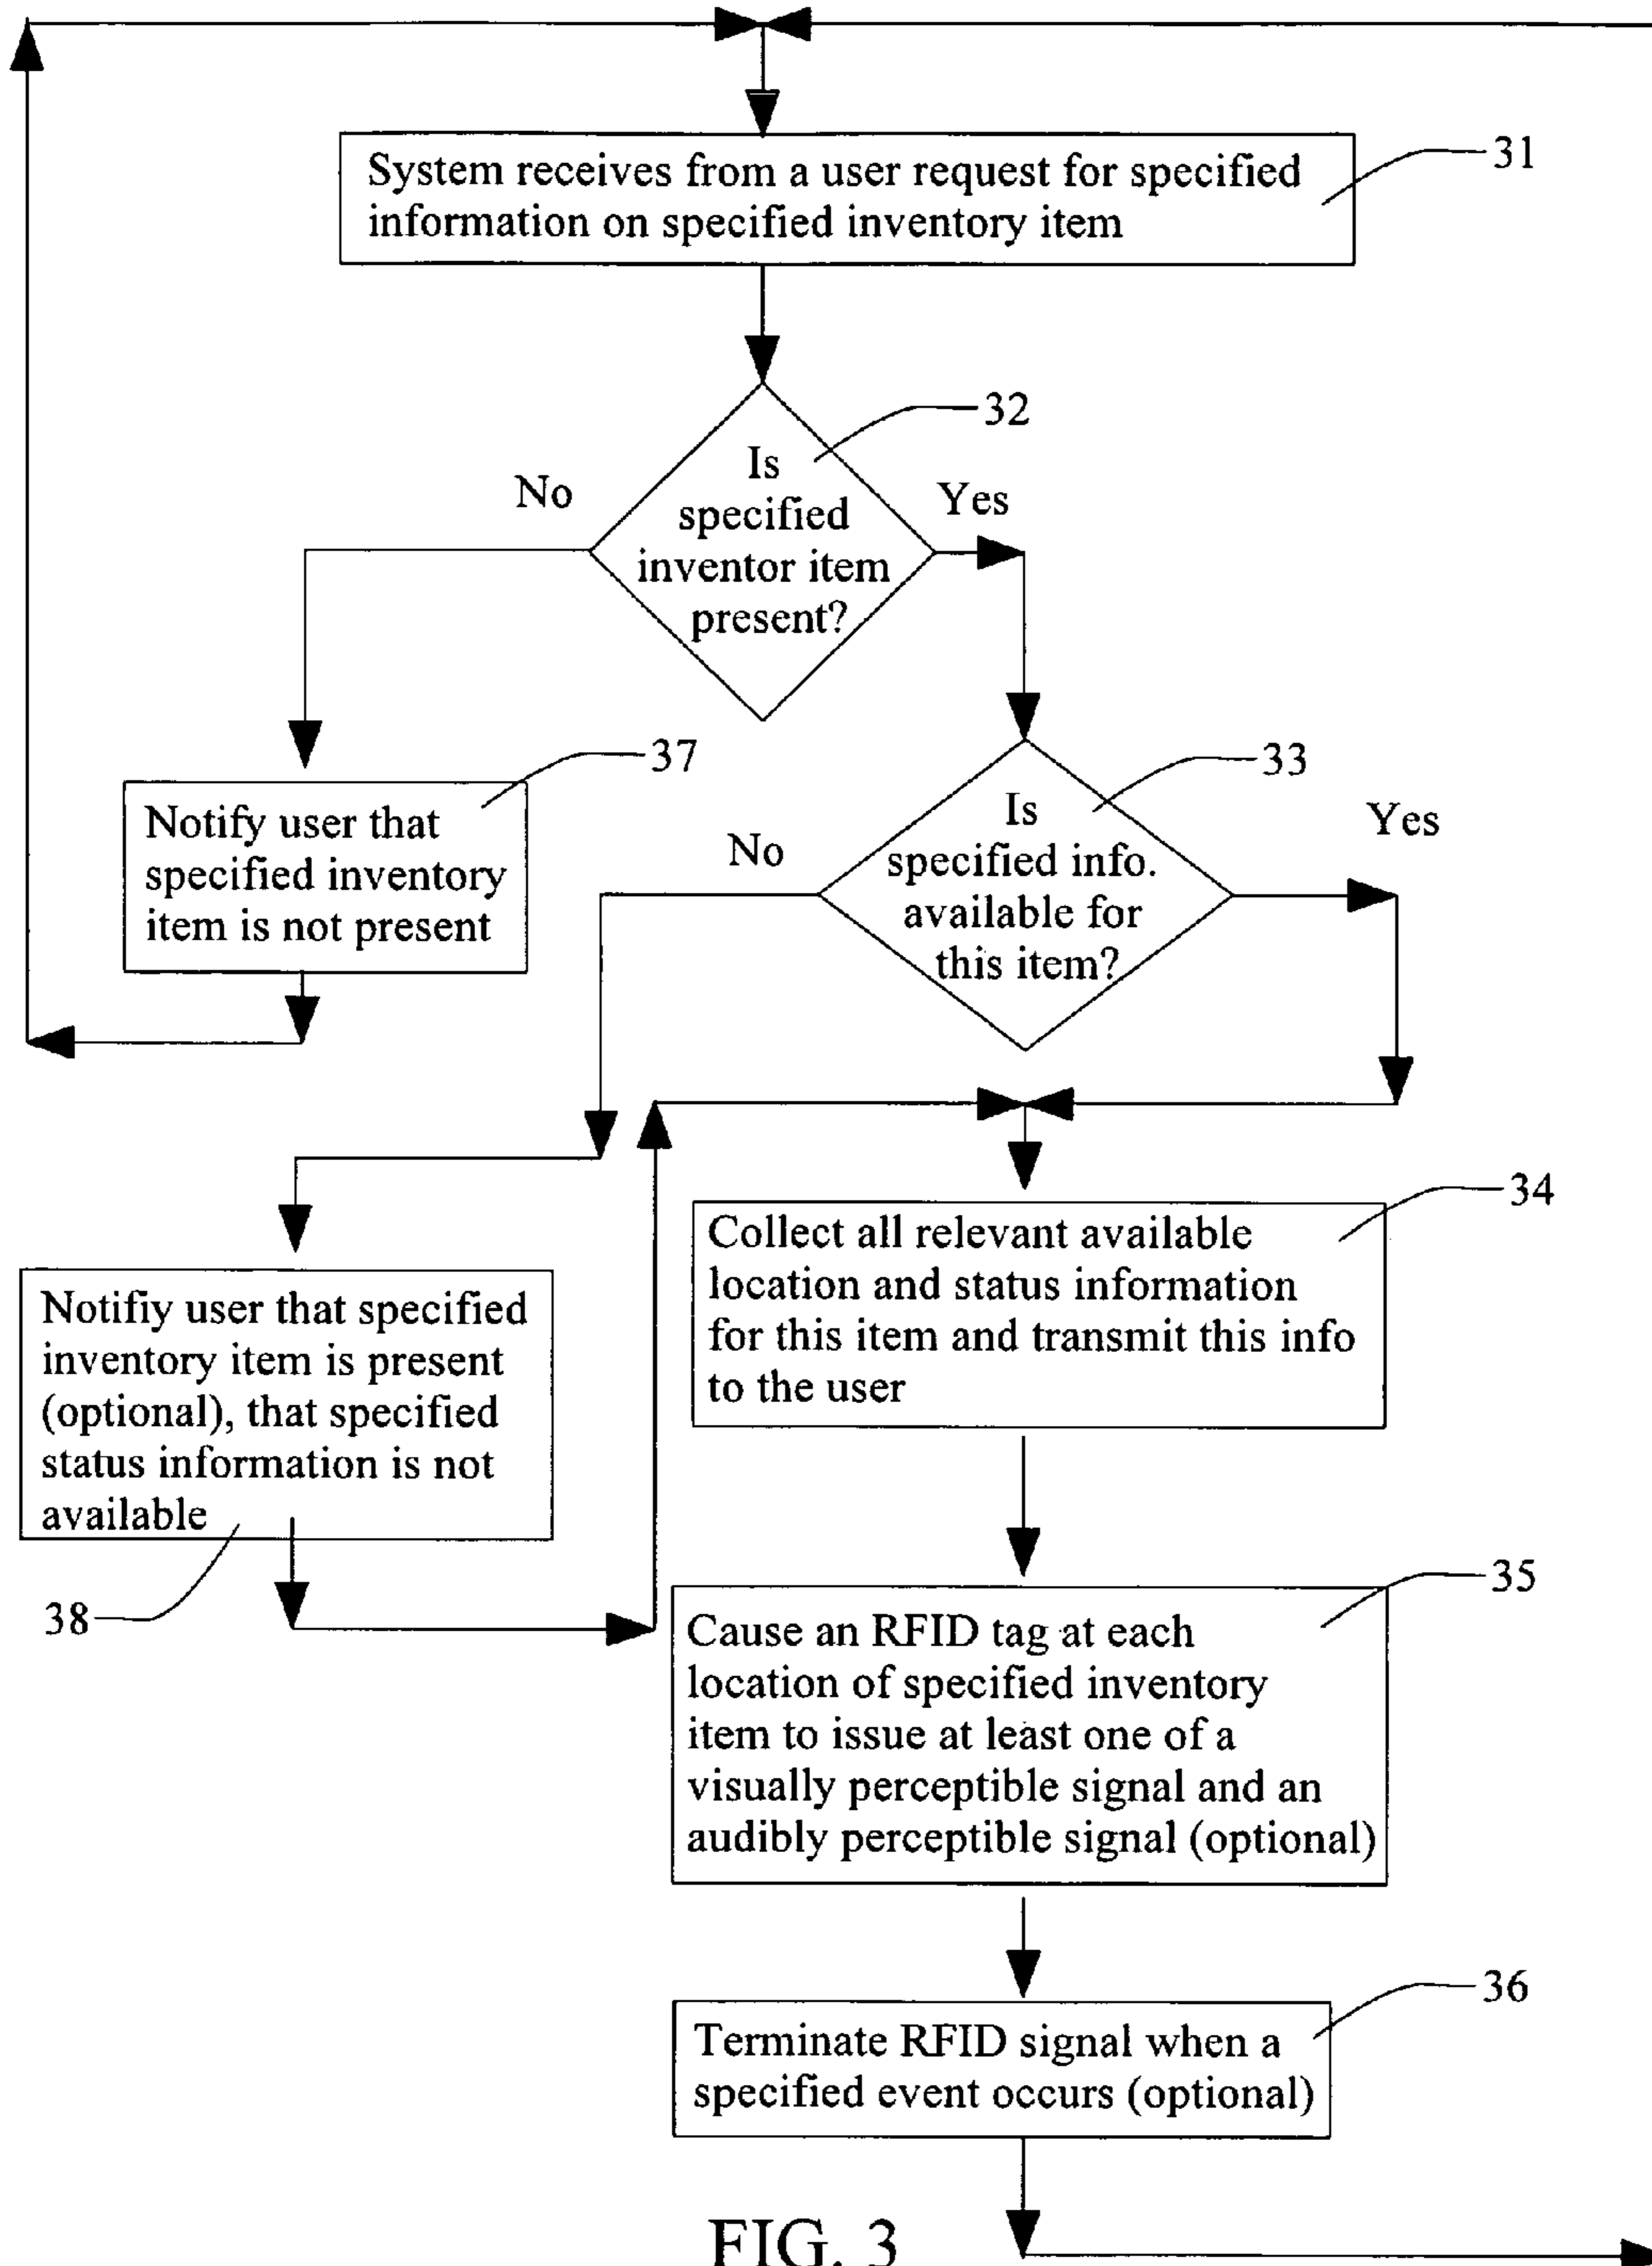 System receives from a user request for specified
information on specified inventory item
31
32
Is
specified
inventor item
present?
No
Yes
37
Notify user that
specified inventory
item is not present
33
Is
specified info.
available for
this item?
No
Yes
34
Collect all relevant available
location and status information
for this item and transmit this info
to the user
Notifiy user that specified
inventory item is present
(optional), that specified
status information is not
available
38
35
Cause an RFID tag at each
location of specified inventory
item to issue at least one of a
visually perceptible signal and an
audibly perceptible signal (optional)
36
Terminate RFID signal when a
specified event occurs (optional)
FIG. 3